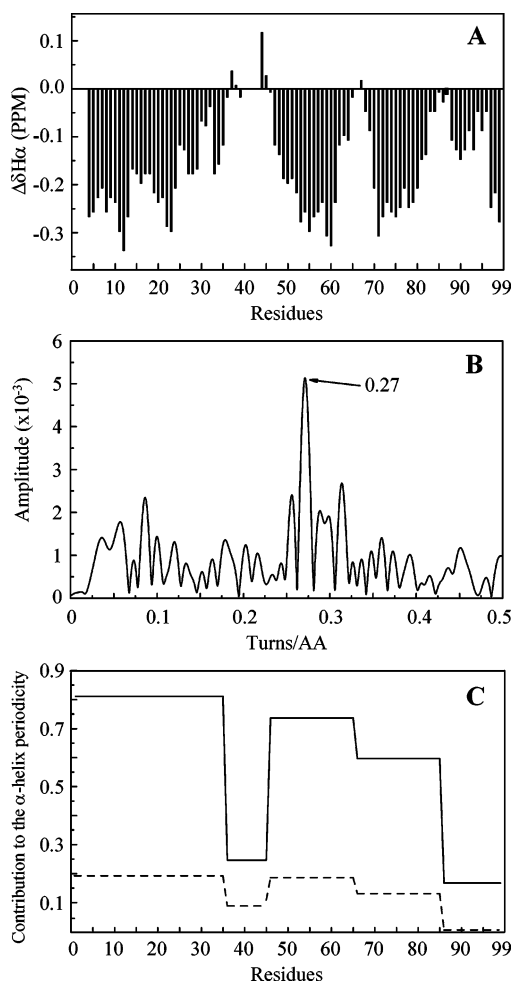 A
ΔδHα (PPM)
0.1
0.0
-0.1
-0.2
-0.3
0 10 20 30 40 50 60 70 80 90 99
Residues
B
Amplitude (x10-3)
6
5
4
3
2
1
0
0.27
0 0.1 0.2 0.3 0.4 0.5
Turns/AA
C
Contribution to the α-helix periodicity
0.9
0.7
0.5
0.3
0.1
0 10 20 30 40 50 60 70 80 90 99
Residues